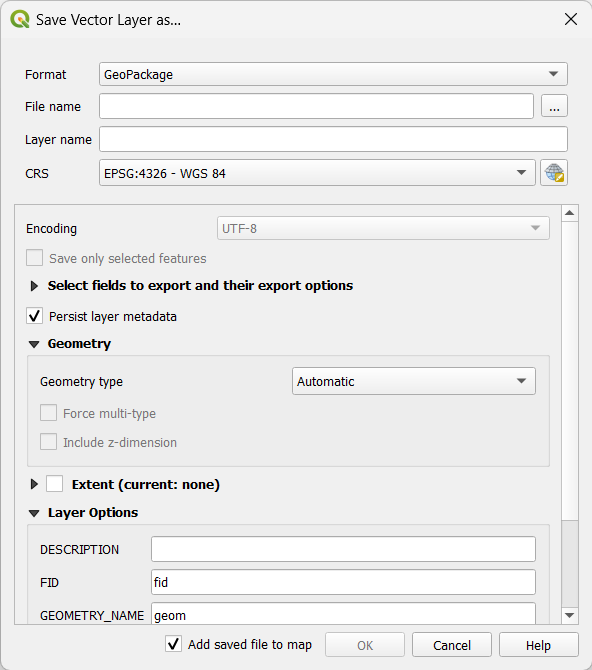 Save Vector Layer as...
Format GeoPackage
File name ...
Layer name
CRS EPSG:4326 - WGS 84
Encoding UTF-8
Save only selected features
Select fields to export and their export options
Persist layer metadata
Geometry
Geometry type Automatic
Force multi-type
Include z-dimension
Extent (current: none)
Layer Options
DESCRIPTION
FID fid
GEOMETRY_NAME geom
Add saved file to map OK Cancel Help